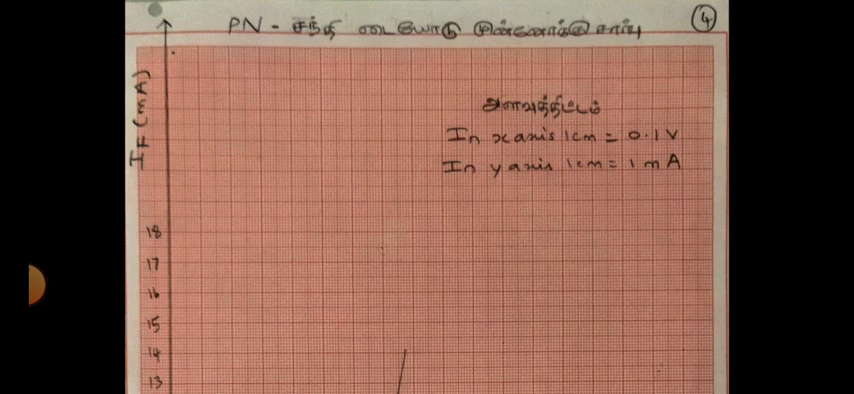 PN - சந்தி டையோடு முன்னோக்கு சார்பு
4
IF (mA)
அளவுத்திட்டம்
In x axis 1cm = 0.1 V
In y axis 1cm = 1 mA
18
17
16
15
14
13